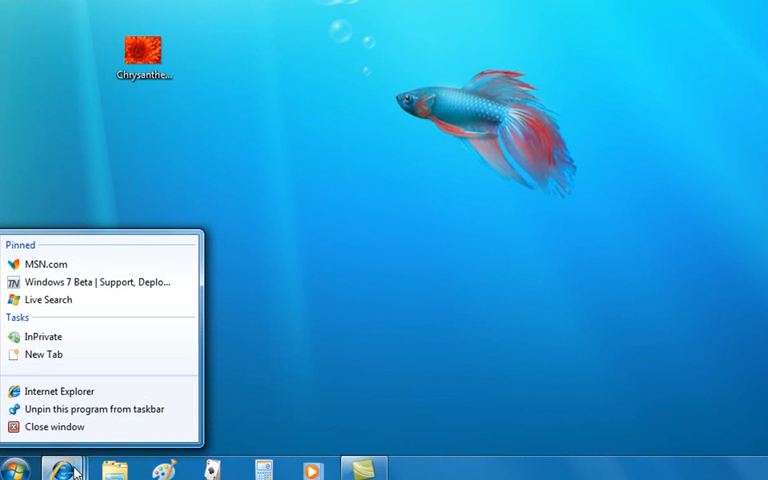 Chrysanthe...
Pinned
MSN.com
Windows 7 Beta | Support, Deplo...
Live Search
Tasks
InPrivate
New Tab
Internet Explorer
Unpin this program from taskbar
Close window